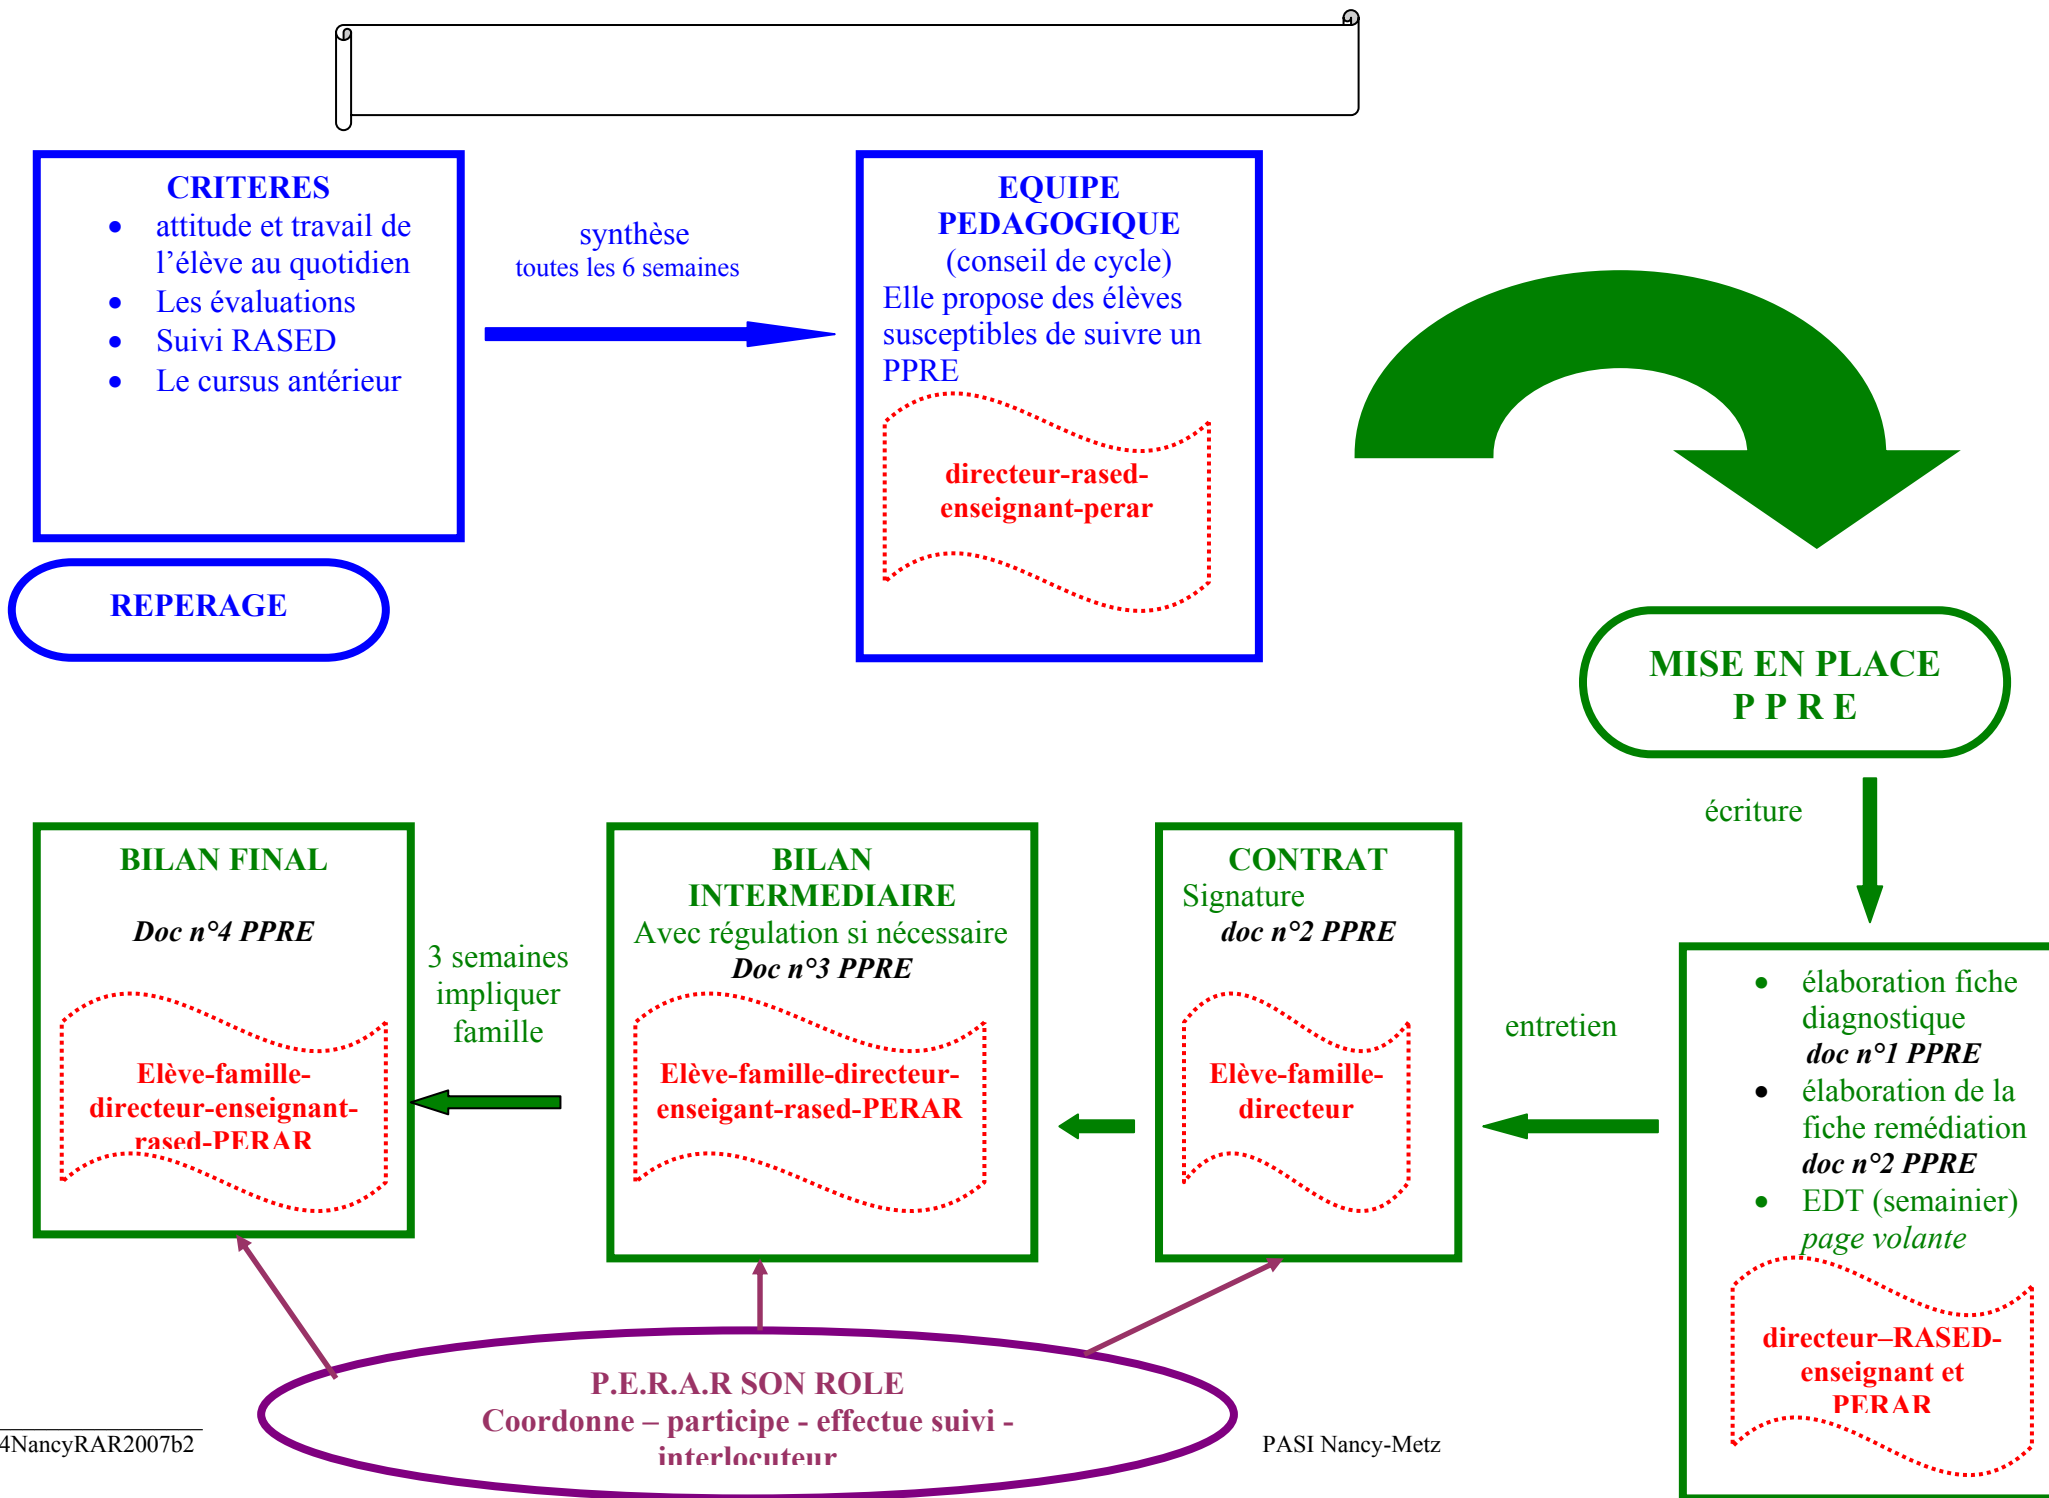 CRITERES
• attitude et travail de
l’élève au quotidien
• Les évaluations
• Suivi RASED
• Le cursus antérieur
REPERAGE
synthèse
toutes les 6 semaines
EQUIPE
PEDAGOGIQUE
(conseil de cycle)
Elle propose des élèves
susceptibles de suivre un
PPRE
directeur-rased-
enseignant-perar
MISE EN PLACE
P P R E
écriture
• élaboration fiche
diagnostique
doc n°1 PPRE
• élaboration de la
fiche remédiation
doc n°2 PPRE
• EDT (semainier)
page volante
directeur–RASED-
enseignant et
PERAR
entretien
CONTRAT
Signature
doc n°2 PPRE
Elève-famille-
directeur
BILAN
INTERMEDIAIRE
Avec régulation si nécessaire
Doc n°3 PPRE
Elève-famille-directeur-
enseigant-rased-PERAR
3 semaines
impliquer
famille
BILAN FINAL
Doc n°4 PPRE
Elève-famille-
directeur-enseignant-
rased-PERAR
P.E.R.A.R SON ROLE
Coordonne – participe - effectue suivi -
interlocuteur
4NancyRAR2007b2
PASI Nancy-Metz